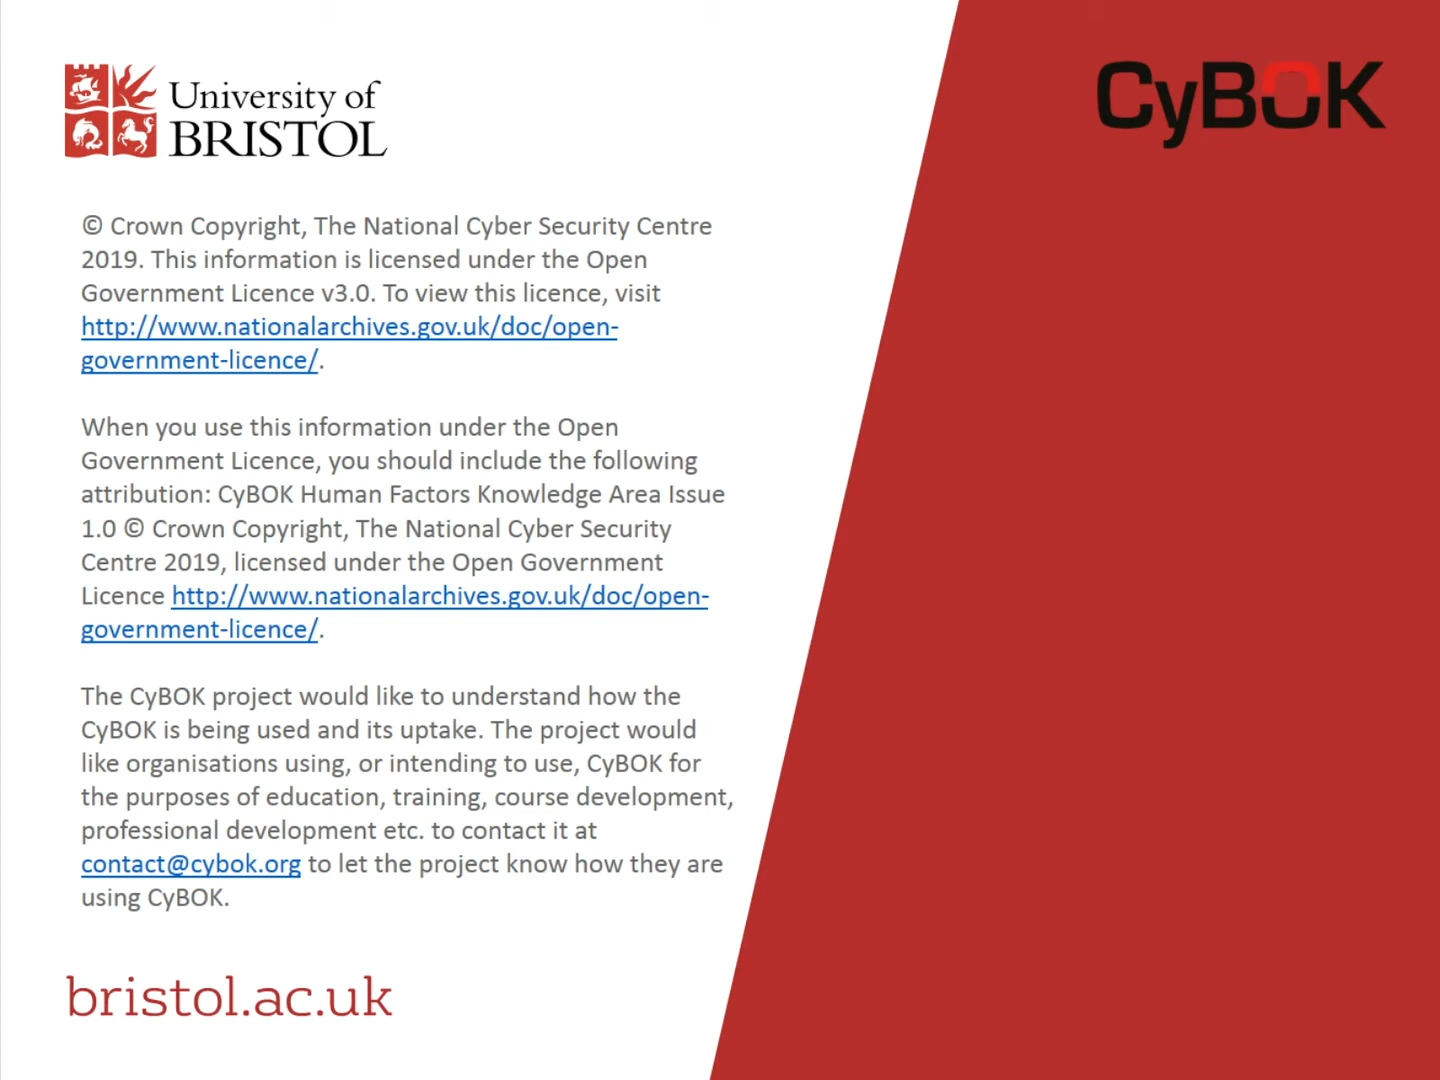 University of
BRISTOL
CyBOK
© Crown Copyright, The National Cyber Security Centre
2019. This information is licensed under the Open
Government Licence v3.0. To view this licence, visit
http://www.nationalarchives.gov.uk/doc/open-
government-licence/.
When you use this information under the Open
Government Licence, you should include the following
attribution: CyBOK Human Factors Knowledge Area Issue
1.0 © Crown Copyright, The National Cyber Security
Centre 2019, licensed under the Open Government
Licence http://www.nationalarchives.gov.uk/doc/open-
government-licence/.
The CyBOK project would like to understand how the
CyBOK is being used and its uptake. The project would
like organisations using, or intending to use, CyBOK for
the purposes of education, training, course development,
professional development etc. to contact it at
contact@cybok.org to let the project know how they are
using CyBOK.
bristol.ac.uk